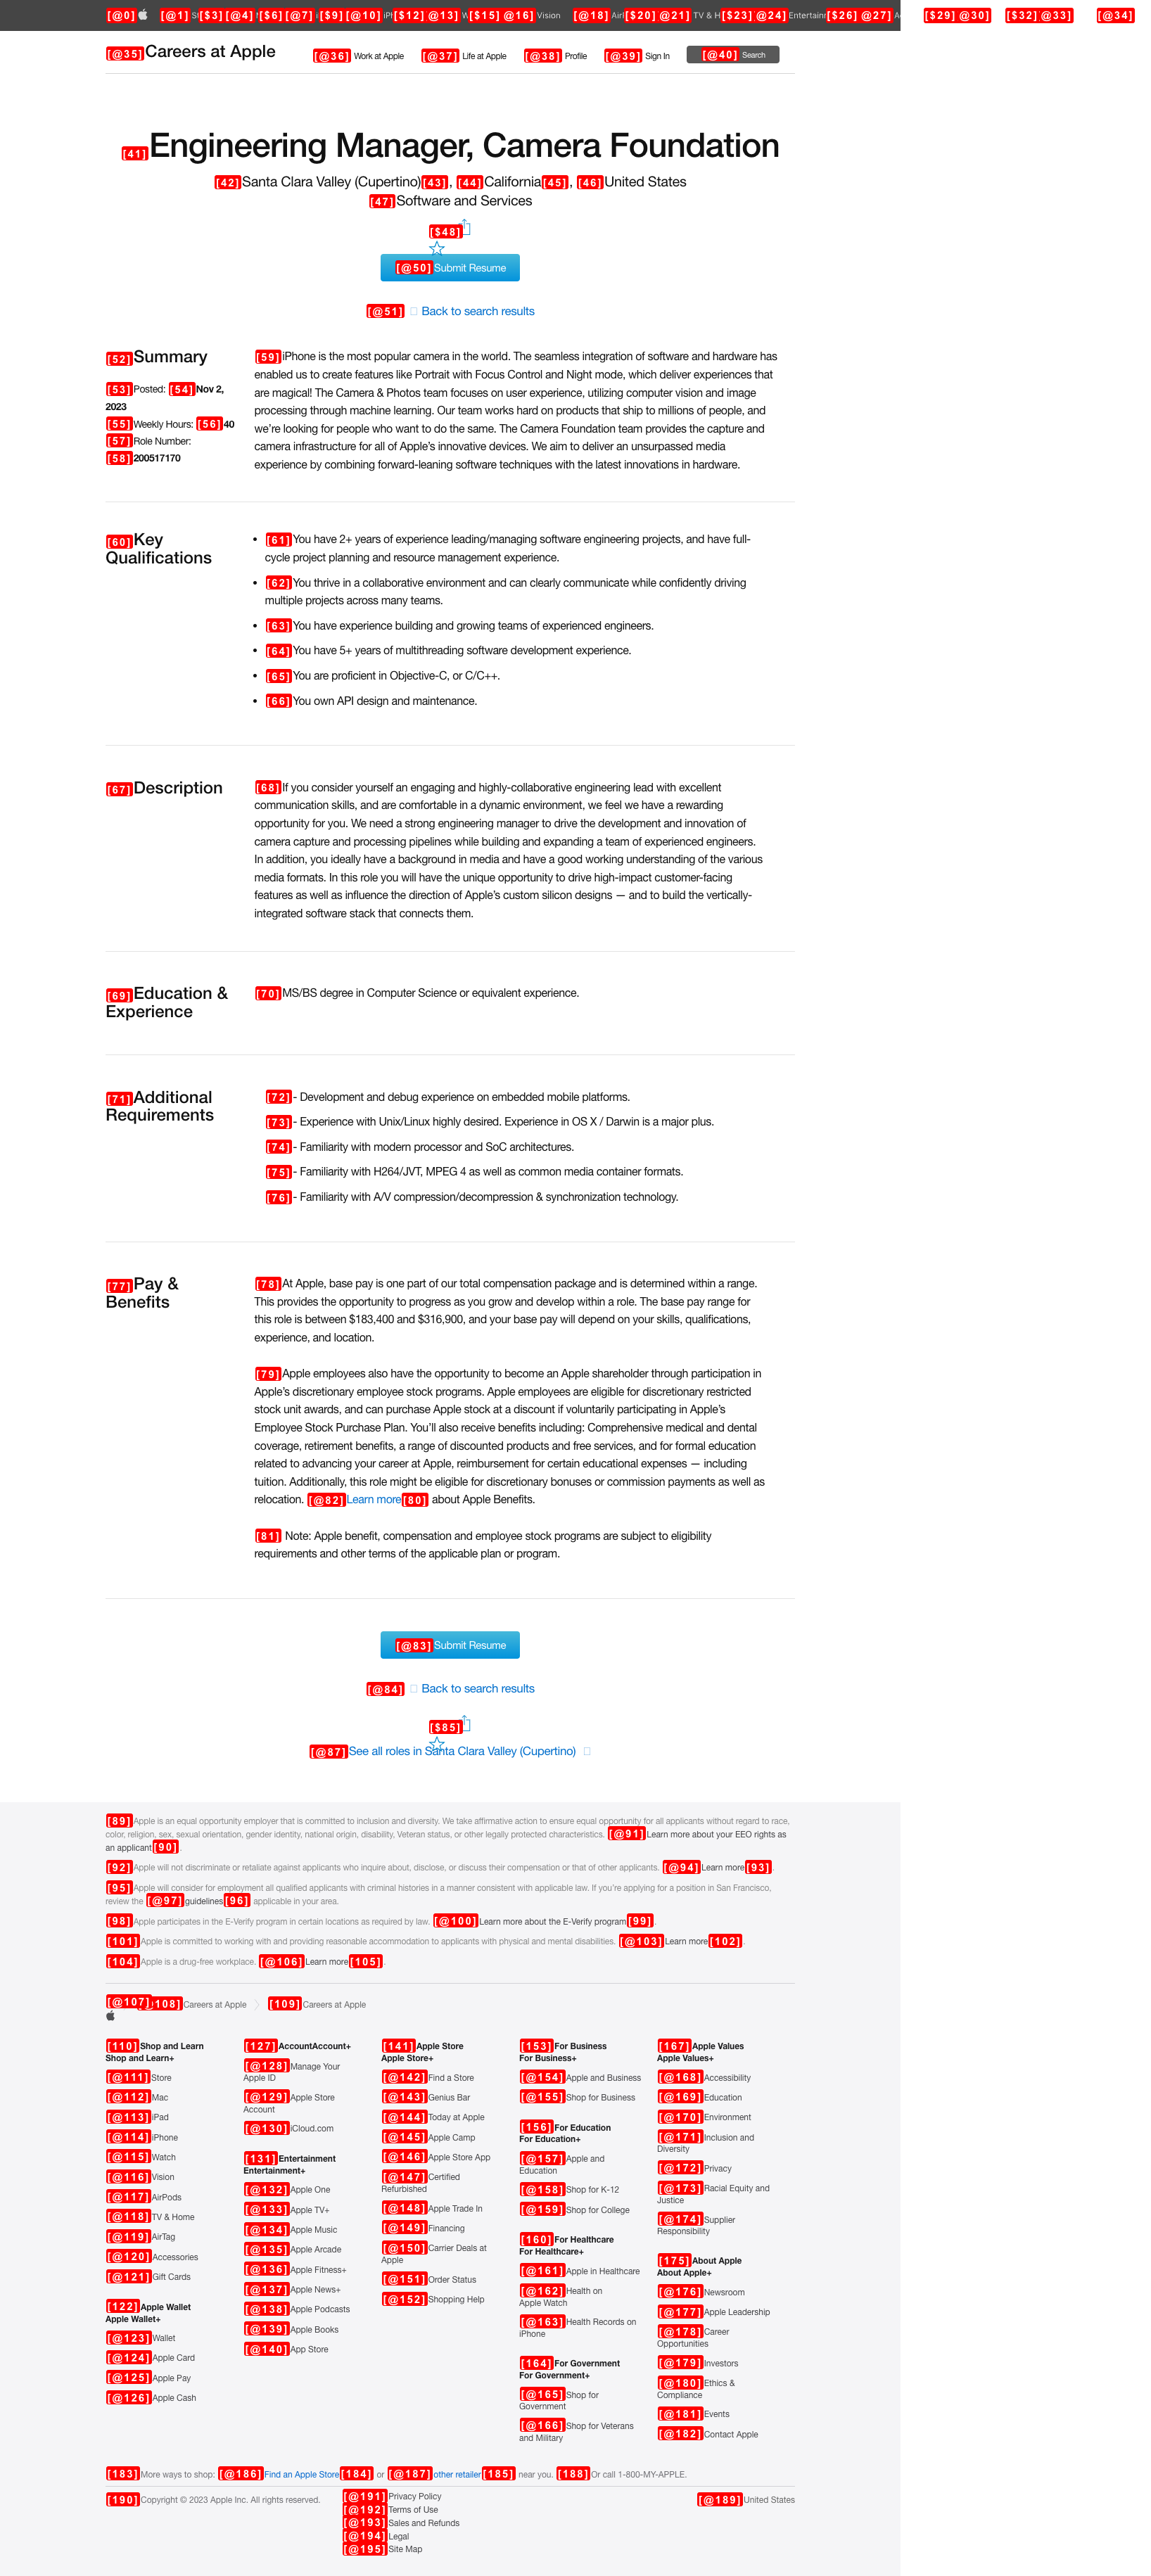 [@0] [@1] St [$3] [@4] [$6] [@7] [$9] [@10] iPl [$12] @13] W [$15] @16] Vision [@18] Airl [$20] @21] TV & H [$23] @24] Entertainm [$26] @27] Ac [$29] @30] [$32] @33] [@34]
[@35] Careers at Apple [@36] Work at Apple [@37] Life at Apple [@38] Profile [@39] Sign In [@40] Search
[41] Engineering Manager, Camera Foundation
[42] Santa Clara Valley (Cupertino) [43] , [44] California [45] , [46] United States
[47] Software and Services
[$48]
[@50] Submit Resume
[@51] Back to search results
[52] Summary
[53] Posted: [54] Nov 2,
2023
[55] Weekly Hours: [56] 40
[57] Role Number:
[58] 200517170
[59] iPhone is the most popular camera in the world. The seamless integration of software and hardware has
enabled us to create features like Portrait with Focus Control and Night mode, which deliver experiences that
are magical! The Camera & Photos team focuses on user experience, utilizing computer vision and image
processing through machine learning. Our team works hard on products that ship to millions of people, and
we're looking for people who want to do the same. The Camera Foundation team provides the capture and
camera infrastructure for all of Apple's innovative devices. We aim to deliver an unsurpassed media
experience by combining forward-leaning software techniques with the latest innovations in hardware.
[60] Key
Qualifications
• [61] You have 2+ years of experience leading/managing software engineering projects, and have full-
cycle project planning and resource management experience.
• [62] You thrive in a collaborative environment and can clearly communicate while confidently driving
multiple projects across many teams.
• [63] You have experience building and growing teams of experienced engineers.
• [64] You have 5+ years of multithreading software development experience.
• [65] You are proficient in Objective-C, or C/C++.
• [66] You own API design and maintenance.
[67] Description
[68] If you consider yourself an engaging and highly-collaborative engineering lead with excellent
communication skills, and are comfortable in a dynamic environment, we feel we have a rewarding
opportunity for you. We need a strong engineering manager to drive the development and innovation of
camera capture and processing pipelines while building and expanding a team of experienced engineers.
In addition, you ideally have a background in media and have a good working understanding of the various
media formats. In this role you will have the unique opportunity to drive high-impact customer-facing
features as well as influence the direction of Apple's custom silicon designs — and to build the vertically-
integrated software stack that connects them.
[69] Education &
Experience
[70] MS/BS degree in Computer Science or equivalent experience.
[71] Additional
Requirements
[72] - Development and debug experience on embedded mobile platforms.
[73] - Experience with Unix/Linux highly desired. Experience in OS X / Darwin is a major plus.
[74] - Familiarity with modern processor and SoC architectures.
[75] - Familiarity with H264/JVT, MPEG 4 as well as common media container formats.
[76] - Familiarity with A/V compression/decompression & synchronization technology.
[77] Pay &
Benefits
[78] At Apple, base pay is one part of our total compensation package and is determined within a range.
This provides the opportunity to progress as you grow and develop within a role. The base pay range for
this role is between $183,400 and $316,900, and your base pay will depend on your skills, qualifications,
experience, and location.
[79] Apple employees also have the opportunity to become an Apple shareholder through participation in
Apple's discretionary employee stock programs. Apple employees are eligible for discretionary restricted
stock unit awards, and can purchase Apple stock at a discount if voluntarily participating in Apple's
Employee Stock Purchase Plan. You'll also receive benefits including: Comprehensive medical and dental
coverage, retirement benefits, a range of discounted products and free services, and for formal education
related to advancing your career at Apple, reimbursement for certain educational expenses — including
tuition. Additionally, this role might be eligible for discretionary bonuses or commission payments as well as
relocation. [@82] Learn more [80] about Apple Benefits.
[81] Note: Apple benefit, compensation and employee stock programs are subject to eligibility
requirements and other terms of the applicable plan or program.
[@83] Submit Resume
[@84] Back to search results
[$85]
[@87] See all roles in Santa Clara Valley (Cupertino)
[89] Apple is an equal opportunity employer that is committed to inclusion and diversity. We take affirmative action to ensure equal opportunity for all applicants without regard to race,
color, religion, sex, sexual orientation, gender identity, national origin, disability, Veteran status, or other legally protected characteristics. [@91] Learn more about your EEO rights as
an applicant [90] .
[92] Apple will not discriminate or retaliate against applicants who inquire about, disclose, or discuss their compensation or that of other applicants. [@94] Learn more [93] .
[95] Apple will consider for employment all qualified applicants with criminal histories in a manner consistent with applicable law. If you're applying for a position in San Francisco,
review the [@97] guidelines [96] applicable in your area.
[98] Apple participates in the E-Verify program in certain locations as required by law. [@100] Learn more about the E-Verify program [99] .
[101] Apple is committed to working with and providing reasonable accommodation to applicants with physical and mental disabilities. [@103] Learn more [102] .
[104] Apple is a drug-free workplace. [@106] Learn more [105] .
[@107] [@108] Careers at Apple [109] Careers at Apple
[110] Shop and Learn
Shop and Learn+
[@111] Store
[@112] Mac
[@113] iPad
[@114] iPhone
[@115] Watch
[@116] Vision
[@117] AirPods
[@118] TV & Home
[@119] AirTag
[@120] Accessories
[@121] Gift Cards
[122] Apple Wallet
Apple Wallet+
[@123] Wallet
[@124] Apple Card
[@125] Apple Pay
[@126] Apple Cash
[127] AccountAccount+
[@128] Manage Your
Apple ID
[@129] Apple Store
Account
[@130] iCloud.com
[131] Entertainment
Entertainment+
[@132] Apple One
[@133] Apple TV+
[@134] Apple Music
[@135] Apple Arcade
[@136] Apple Fitness+
[@137] Apple News+
[@138] Apple Podcasts
[@139] Apple Books
[@140] App Store
[141] Apple Store
Apple Store+
[@142] Find a Store
[@143] Genius Bar
[@144] Today at Apple
[@145] Apple Camp
[@146] Apple Store App
[@147] Certified
Refurbished
[@148] Apple Trade In
[@149] Financing
[@150] Carrier Deals at
Apple
[@151] Order Status
[@152] Shopping Help
[153] For Business
For Business+
[@154] Apple and Business
[@155] Shop for Business
[156] For Education
For Education+
[@157] Apple and
Education
[@158] Shop for K-12
[@159] Shop for College
[160] For Healthcare
For Healthcare+
[@161] Apple in Healthcare
[@162] Health on
Apple Watch
[@163] Health Records on
iPhone
[164] For Government
For Government+
[@165] Shop for
Government
[@166] Shop for Veterans
and Military
[167] Apple Values
Apple Values+
[@168] Accessibility
[@169] Education
[@170] Environment
[@171] Inclusion and
Diversity
[@172] Privacy
[@173] Racial Equity and
Justice
[@174] Supplier
Responsibility
[175] About Apple
About Apple+
[@176] Newsroom
[@177] Apple Leadership
[@178] Career
Opportunities
[@179] Investors
[@180] Ethics &
Compliance
[@181] Events
[@182] Contact Apple
[183] More ways to shop: [@186] Find an Apple Store [184] or [@187] other retailer [185] near you. [188] Or call 1-800-MY-APPLE.
[190] Copyright © 2023 Apple Inc. All rights reserved.
[@191] Privacy Policy
[@192] Terms of Use
[@193] Sales and Refunds
[@194] Legal
[@195] Site Map
[@189] United States